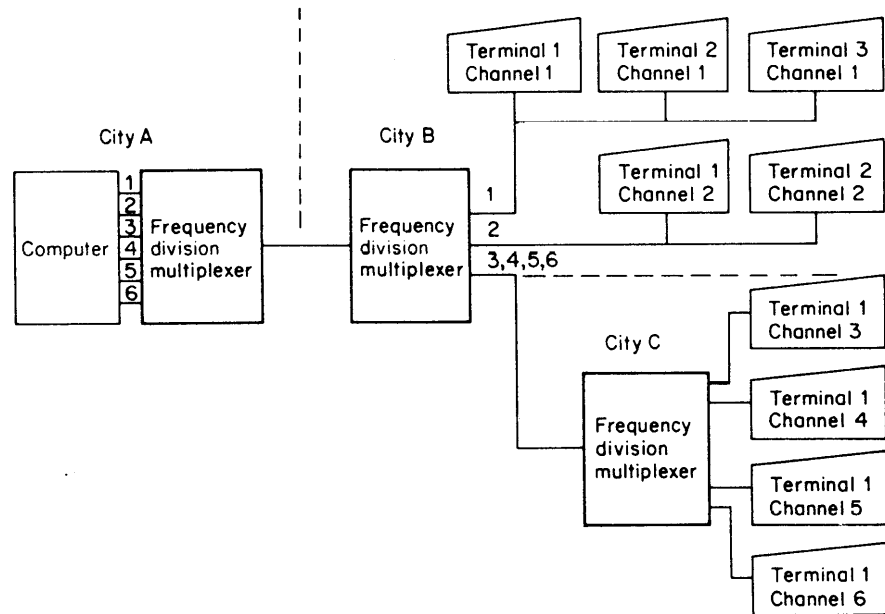 Terminal 1
Channel 1
Terminal 2
Channel 1
Terminal 3
Channel 1
City A
City B
Computer
1
2
3
4
5
6
Frequency
division
multiplexer
Frequency
division
multiplexer
1
2
3,4,5,6
Terminal 1
Channel 2
Terminal 2
Channel 2
City C
Frequency
division
multiplexer
Terminal 1
Channel 3
Terminal 1
Channel 4
Terminal 1
Channel 5
Terminal 1
Channel 6